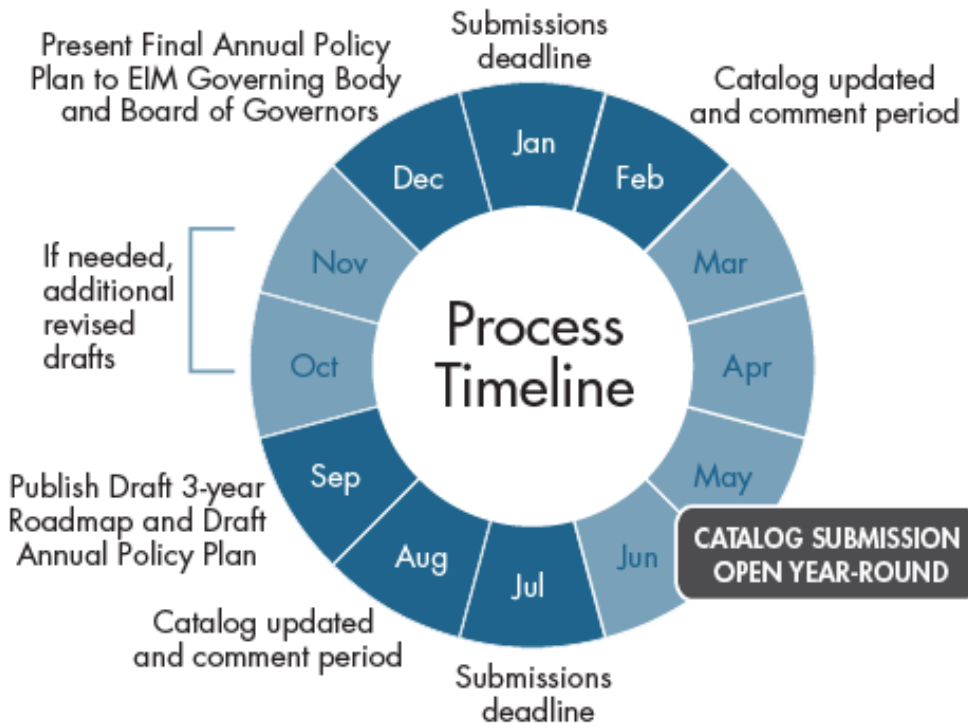 Present Final Annual Policy
Plan to EIM Governing Body
and Board of Governors
Submissions
deadline
Catalog updated
and comment period
Jan
Feb
Mar
Apr
May
Jun
Jul
Aug
Sep
Oct
Nov
Dec
Process
Timeline
If needed,
additional
revised
drafts
CATALOG SUBMISSION
OPEN YEAR-ROUND
Publish Draft 3-year
Roadmap and Draft
Annual Policy Plan
Catalog updated
and comment period
Submissions
deadline